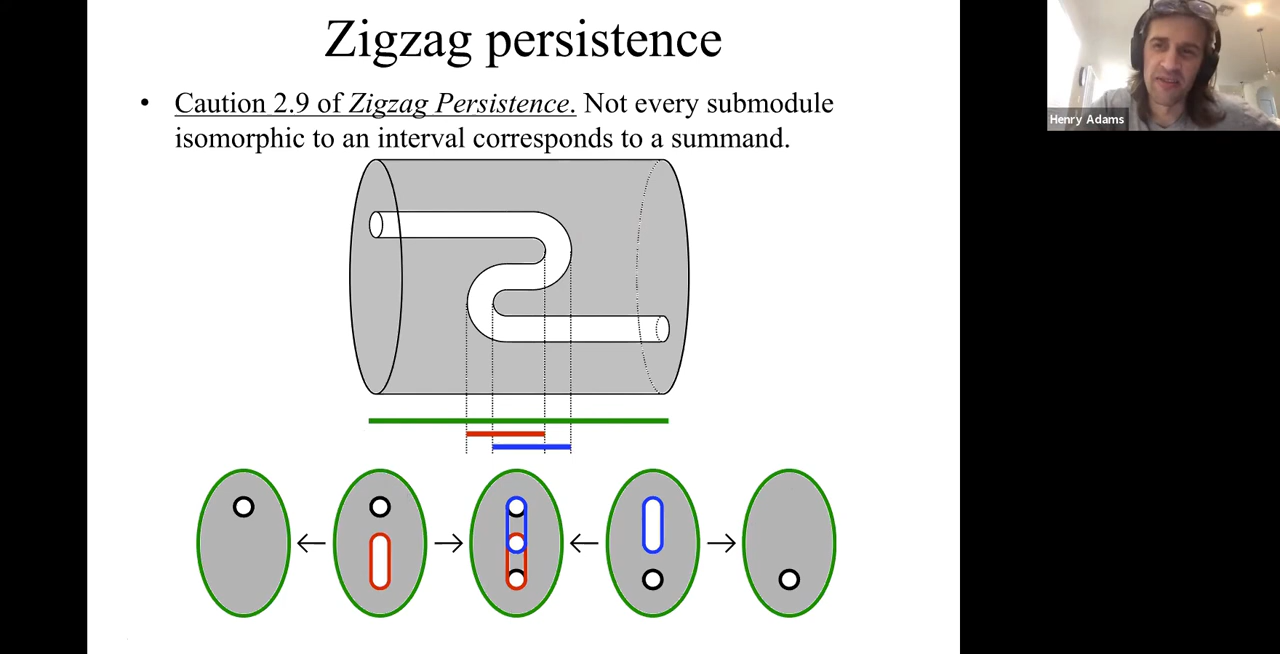 Zigzag persistence
• Caution 2.9 of Zigzag Persistence. Not every submodule
isomorphic to an interval corresponds to a summand.
Henry Adams